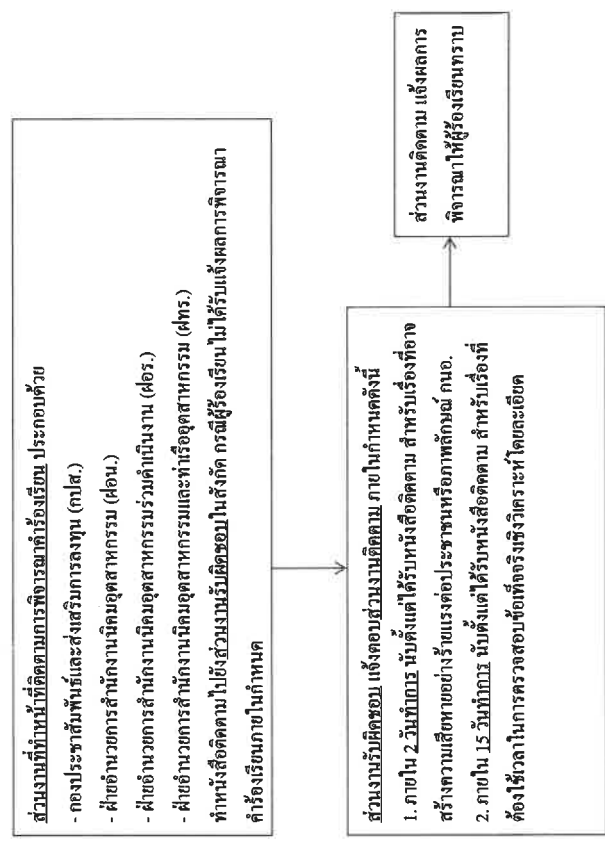 ส่วนงานที่ทำหน้าที่ติดตามการพิจารณาคำร้องเรียน ประกอบด้วย
- กองประชาสัมพันธ์และส่งเสริมการลงทุน (กปส.)
- ฝ่ายอำนวยการสำนักงานนิคมอุตสาหกรรม (ฝอน.)
- ฝ่ายอำนวยการสำนักงานนิคมอุตสาหกรรมร่วมดำเนินงาน (ฝอร.)
- ฝ่ายอำนวยการสำนักงานนิคมอุตสาหกรรมและท่าเรืออุตสาหกรรม (ฝทร.)
ทำหนังสือติดตามไปยังส่วนงานรับผิดชอบในสังกัด กรณีผู้ร้องเรียนไม่ได้รับแจ้งผลการพิจารณา
คำร้องเรียนภายในกำหนด
ส่วนงานรับผิดชอบ แจ้งตอบส่วนงานติดตาม ภายในกำหนดดังนี้
1. ภายใน 2 วันทำการ นับตั้งแต่ได้รับหนังสือติดตาม สำหรับเรื่องที่อาจ
สร้างความเสียหายอย่างร้ายแรงต่อประชาชนหรือภาพลักษณ์ กนอ.
2. ภายใน 15 วันทำการ นับตั้งแต่ได้รับหนังสือติดตาม สำหรับเรื่องที่
ต้องใช้เวลาในการตรวจสอบข้อเท็จจริงเชิงวิเคราะห์โดยละเอียด
ส่วนงานติดตาม แจ้งผลการ
พิจารณาให้ผู้ร้องเรียนทราบ